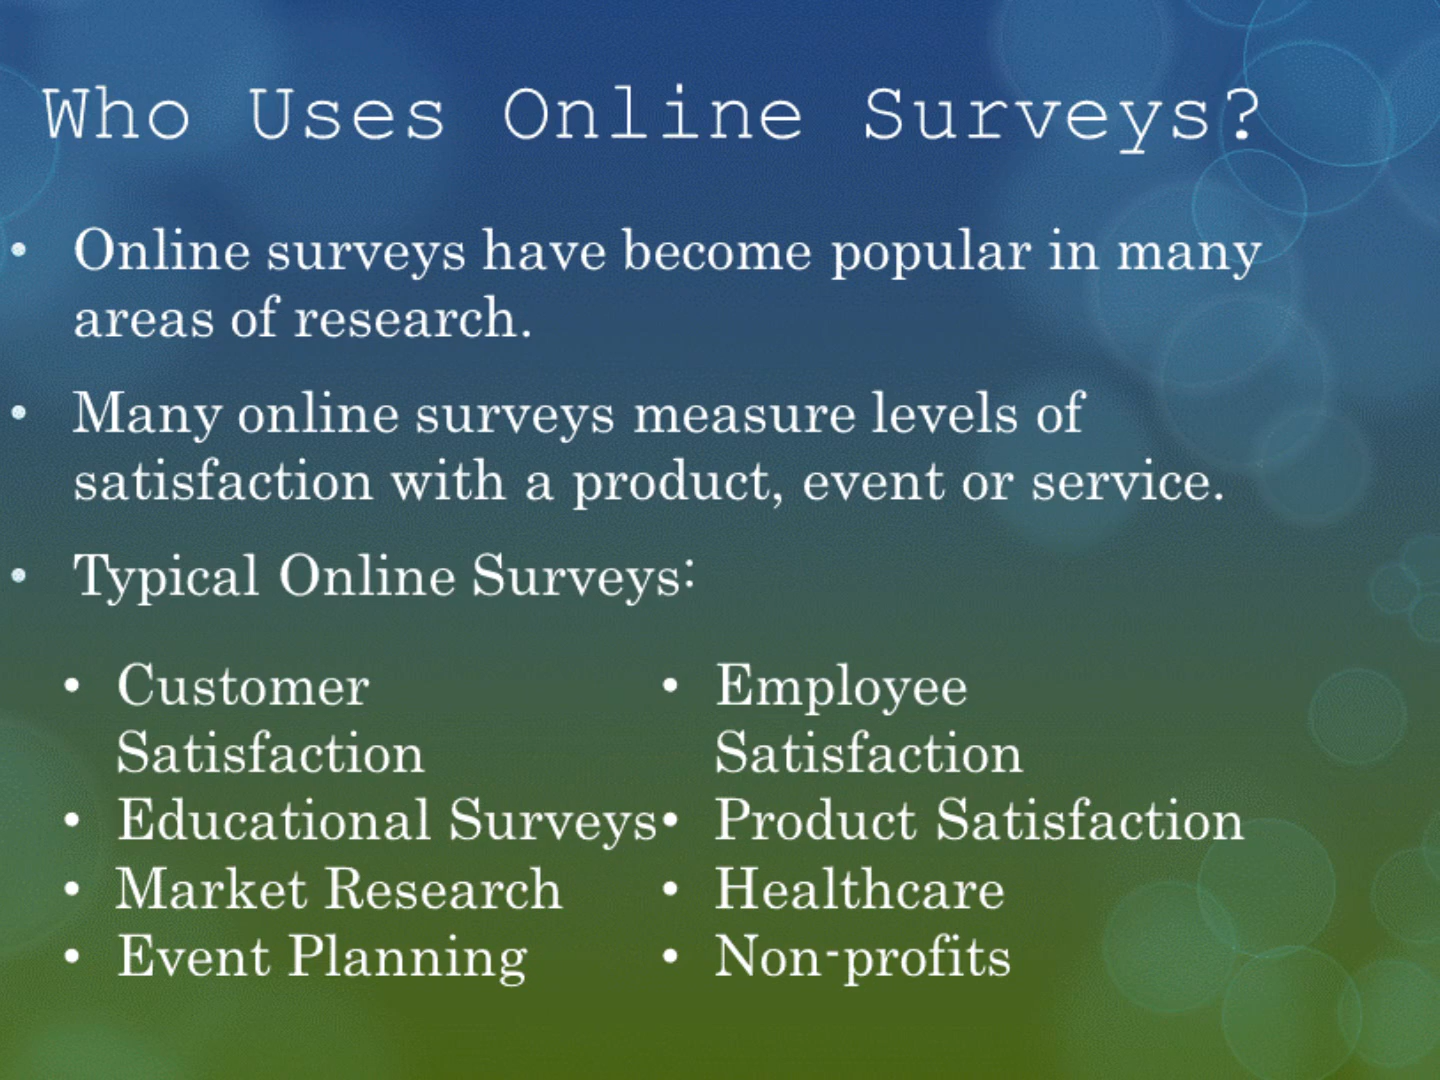 Who Uses Online Surveys?
• Online surveys have become popular in many
areas of research.
• Many online surveys measure levels of
satisfaction with a product, event or service.
• Typical Online Surveys:
• Customer
Satisfaction
• Educational Surveys
• Market Research
• Event Planning
• Employee
Satisfaction
• Product Satisfaction
• Healthcare
• Non-profits